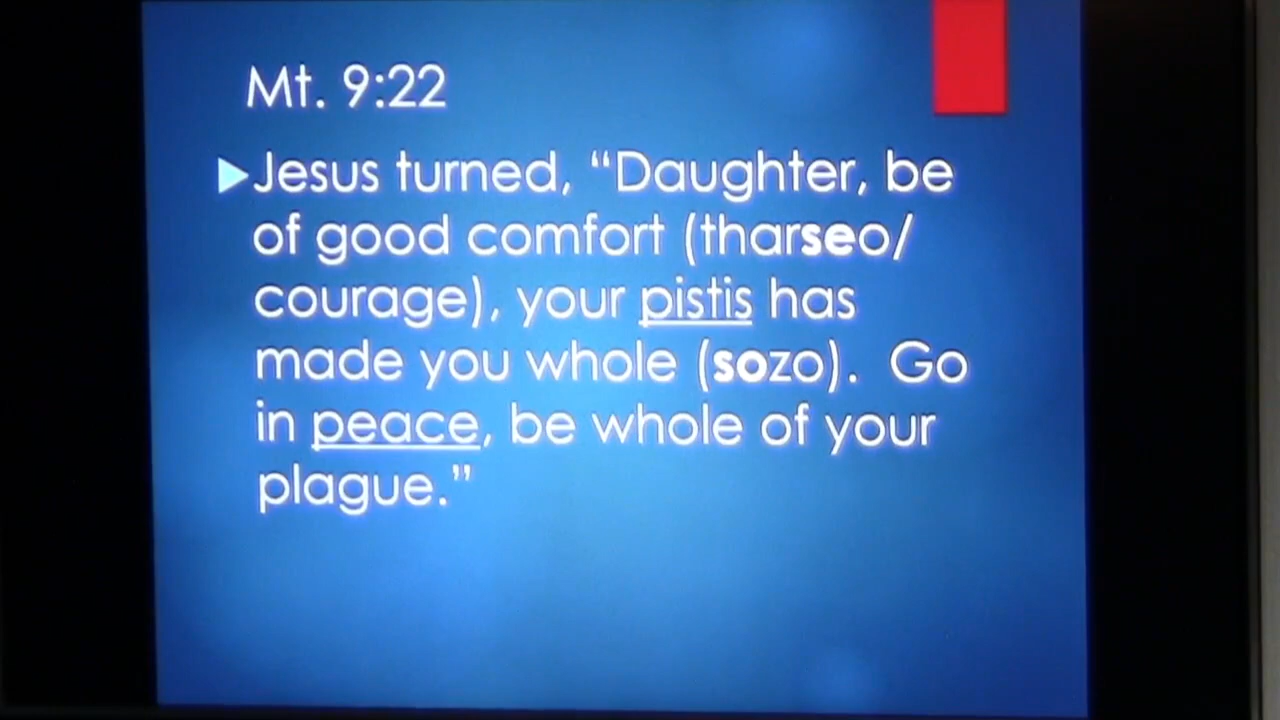 Mt. 9:22
Jesus turned, “Daughter, be
of good comfort (tharseo/
courage), your pistis has
made you whole (sozo).  Go
in peace, be whole of your
plague.”